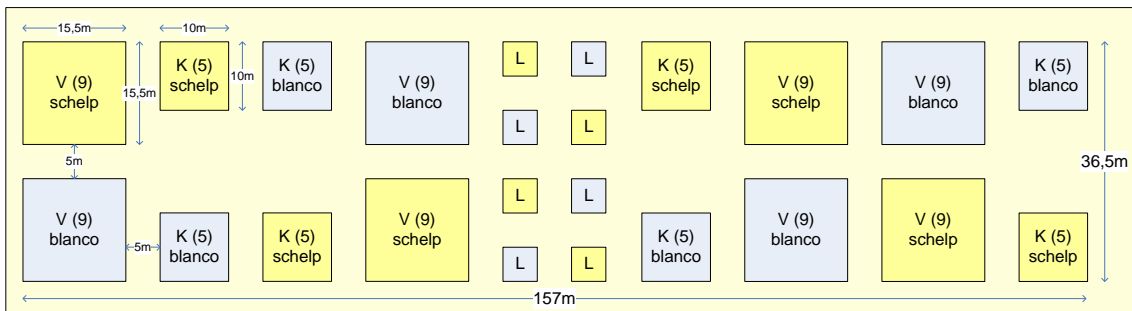 15,5m
10m
V (9)
schelp
15,5m
K (5)
schelp
10m
K (5)
blanco
V (9)
blanco
L
L
K (5)
schelp
V (9)
schelp
V (9)
blanco
K (5)
blanco
L
L
5m
36,5m
V (9)
blanco
5m
K (5)
blanco
K (5)
schelp
V (9)
schelp
L
L
K (5)
blanco
V (9)
blanco
V (9)
schelp
K (5)
schelp
L
L
157m